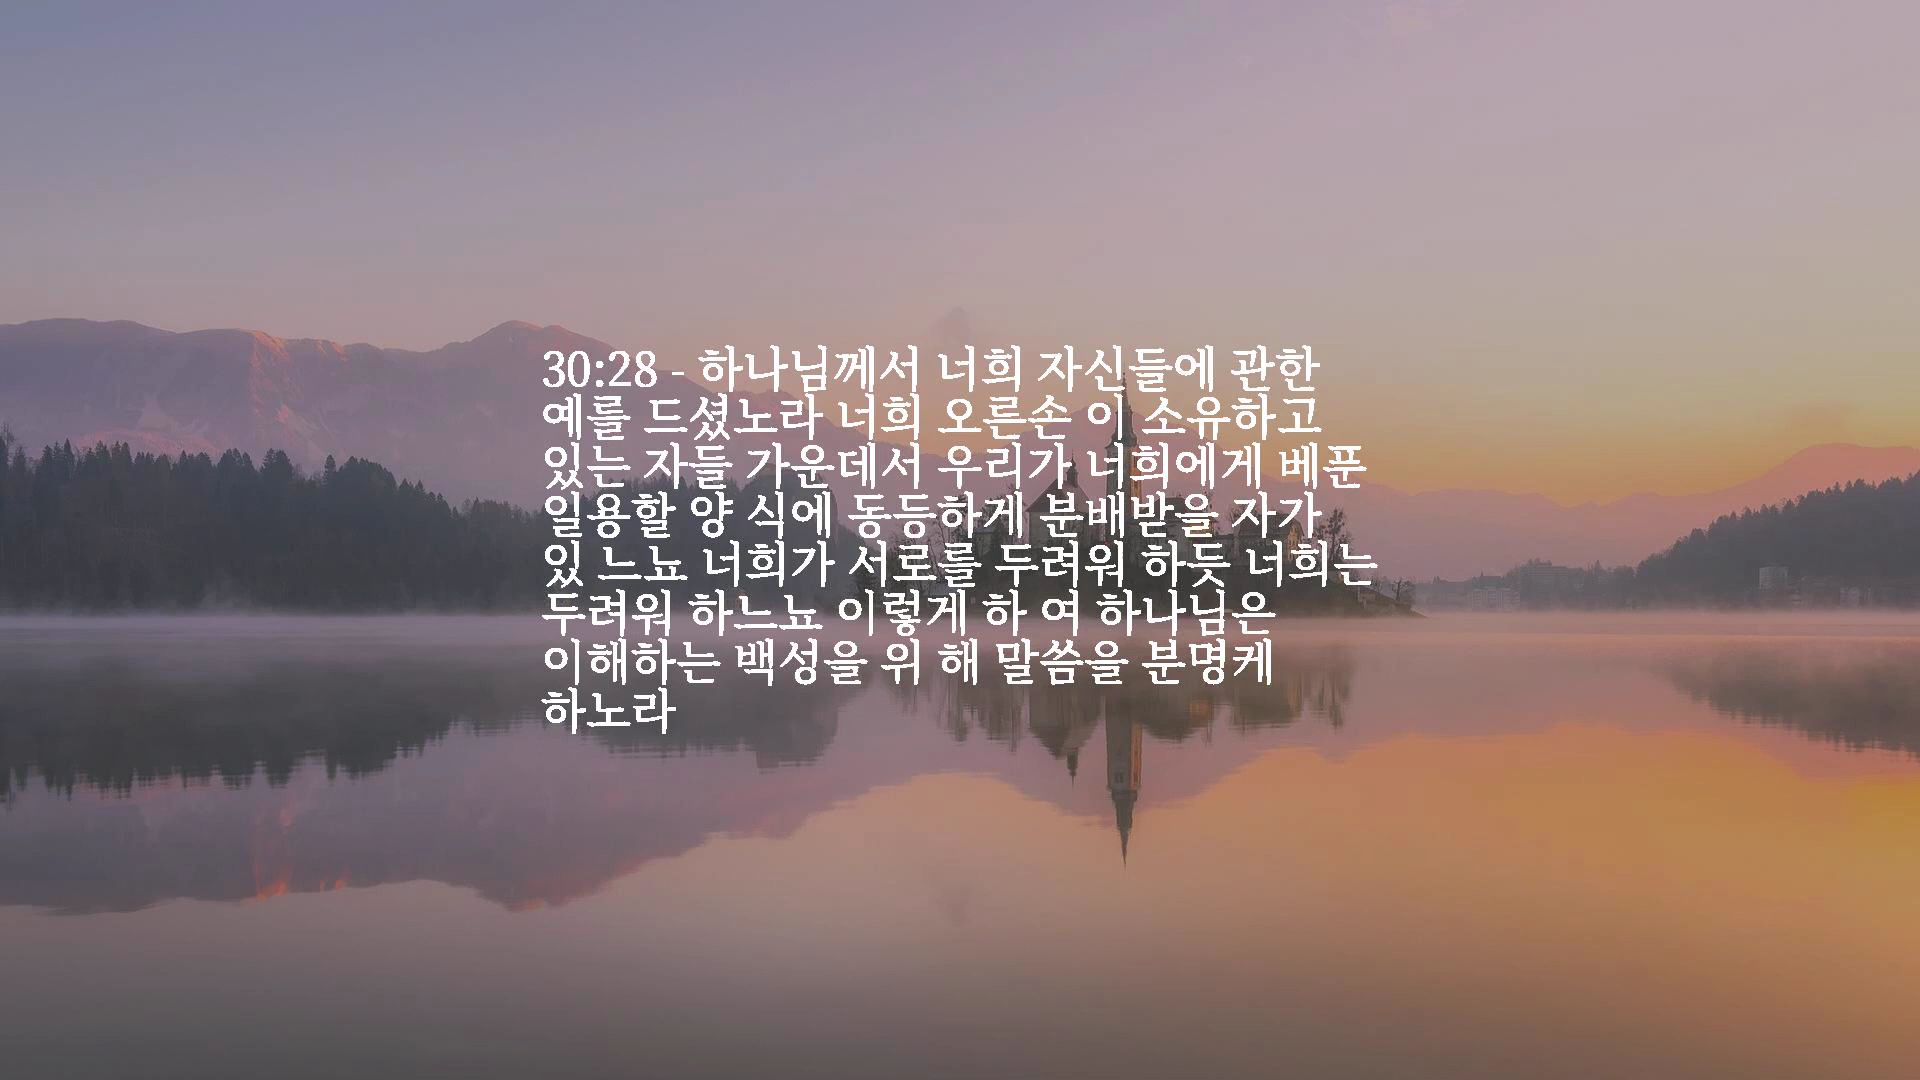 30:28 - 하나님께서 너희 자신들에 관한
예를 드셨노라 너희 오른손 이 소유하고
있는 자들 가운데서 우리가 너희에게 베푼
일용할 양 식에 동등하게 분배받을 자가
있 느뇨 너희가 서로를 두려워 하듯 너희는
두려워 하느뇨 이렇게 하 여 하나님은
이해하는 백성을 위 해 말씀을 분명케
하노라